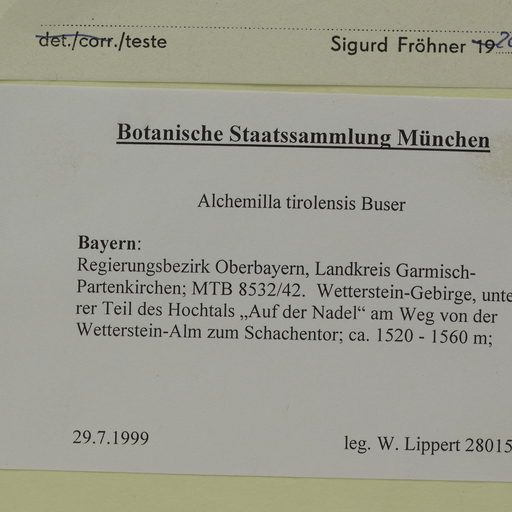 det./corr./teste
Sigurd Fröhner 19
Botanische Staatssammlung München
Alchemilla tirolensis Buser
Bayern:
Regierungsbezirk Oberbayern, Landkreis Garmisch-
Partenkirchen; MTB 8532/42. Wetterstein-Gebirge, unte
rer Teil des Hochtals „Auf der Nadel“ am Weg von der
Wetterstein-Alm zum Schachentor; ca. 1520 - 1560 m;
29.7.1999
leg. W. Lippert 28015